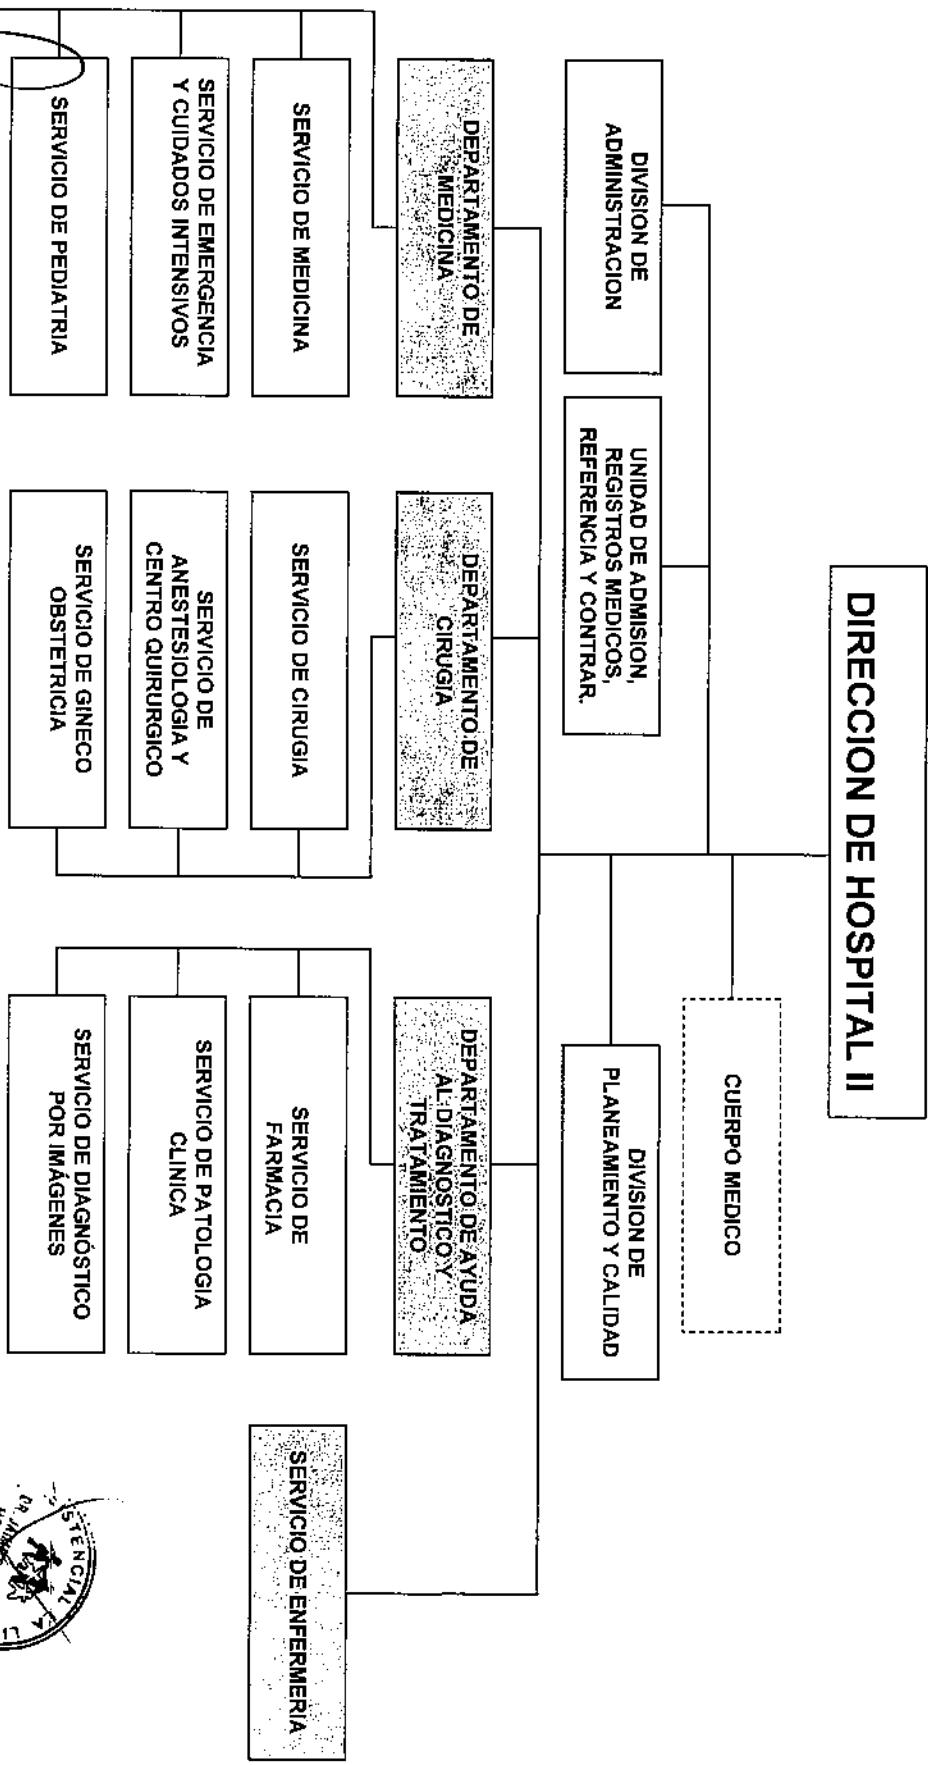 DIRECCION DE HOSPITAL II
CUERPO MEDICO
DIVISION DE
ADMINISTRACION
UNIDAD DE ADMISION,
REGISTROS MEDICOS,
REFERENCIA Y CONTRAR.
DIVISION DE
PLANEAMIENTO Y CALIDAD
DEPARTAMENTO DE
MEDICINA
DEPARTAMENTO DE
CIRUGIA
DEPARTAMENTO DE AYUDA
AL DIAGNOSTICO Y
TRATAMIENTO
SERVICIO DE MEDICINA
SERVICIO DE CIRUGIA
SERVICIO DE
FARMACIA
SERVICIO DE ENFERMERIA
SERVICIO DE EMERGENCIA
Y CUIDADOS INTENSIVOS
SERVICIO DE
ANESTESIOLOGIA Y
CENTRO QUIRURGICO
SERVICIO DE PATOLOGIA
CLINICA
SERVICIO DE PEDIATRIA
SERVICIO DE GINECO
OBSTETRICIA
SERVICIO DE DIAGNÓSTICO
POR IMÁGENES
STENCIAL LA LI